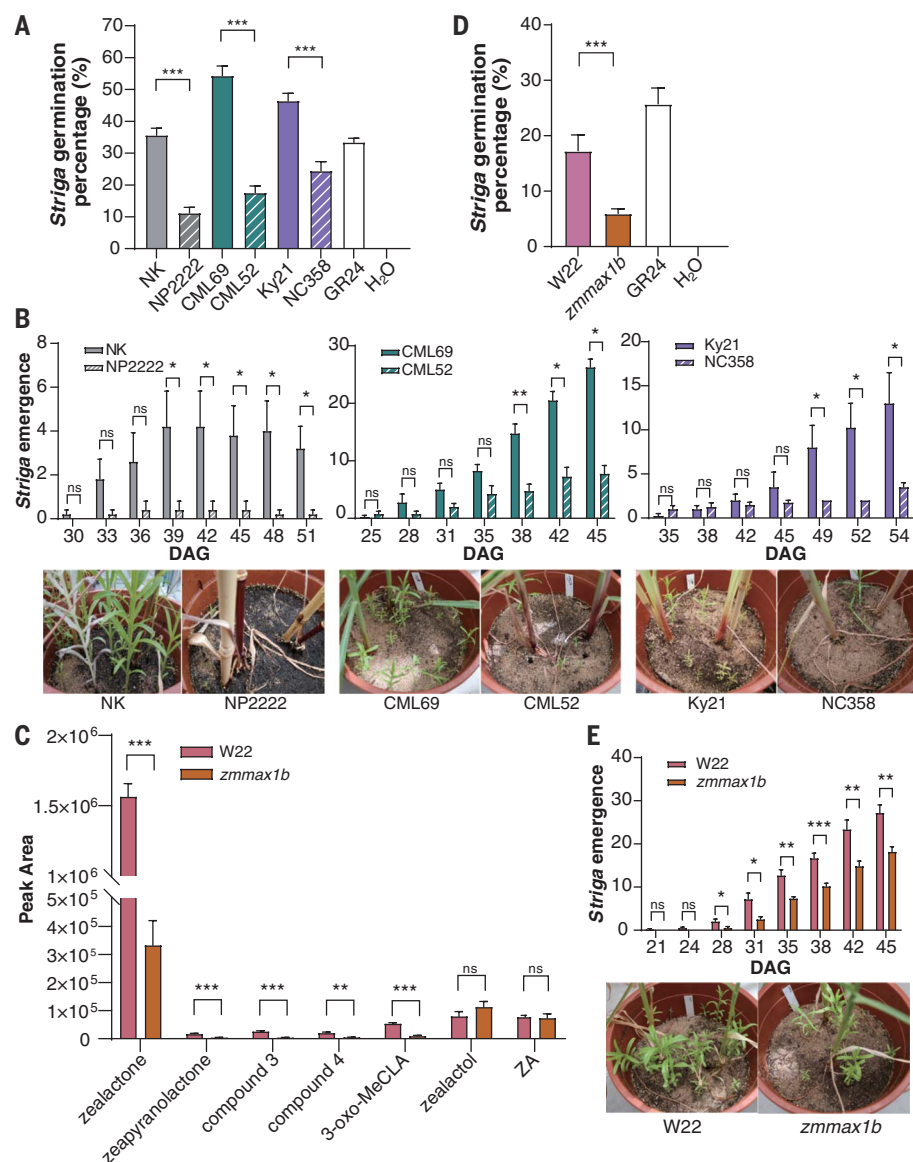 A
Striga germination
percentage (%)
70
60
50
40
30
20
10
0
***
***
***
NK
NP2222
CML69
CML52
Ky21
NC358
GR24
H₂O
D
Striga germination
percentage (%)
40
30
20
10
0
***
W22
zmmax1b
GR24
H₂O
B
Striga emergence
8
6
4
2
0
NK
NP2222
ns
ns
ns
*
*
*
*
*
30 33 36 39 42 45 48 51
DAG
30
20
10
0
CML69
CML52
ns
ns
ns
ns
**
*
*
25 28 31 35 38 42 45
DAG
20
15
10
5
0
Ky21
NC358
ns
ns
ns
ns
*
*
*
35 38 42 45 49 52 54
DAG
NK
NP2222
CML69
CML52
Ky21
NC358
C
Peak Area
2×10⁶
1.5×10⁶
1×10⁶
5×10⁵
4×10⁵
3×10⁵
2×10⁵
1×10⁵
0
W22
zmmax1b
***
***
***
**
***
ns
ns
zealactone
zeapyranolactone
compound 3
compound 4
3-oxo-MeCLA
zealactol
ZA
E
Striga emergence
40
30
20
10
0
W22
zmmax1b
ns
ns
*
*
**
***
**
**
21 24 28 31 35 38 42 45
DAG
W22
zmmax1b